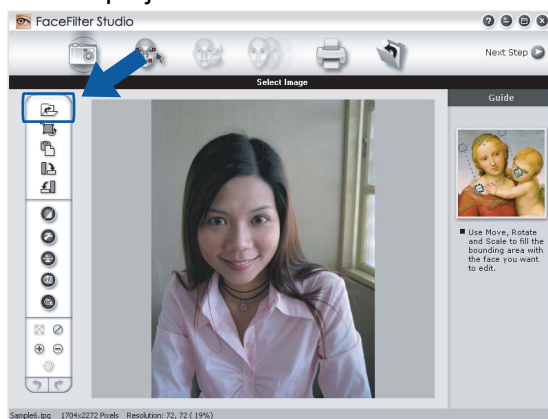 FaceFilter Studio
Next Step
Select Image
Guide
Use Move, Rotate
and Scale to fill the
bounding area with
the face you want
to edit.
Sample6.jpg 1704x2272 Pixels Resolution: 72, 72 ( 19%)